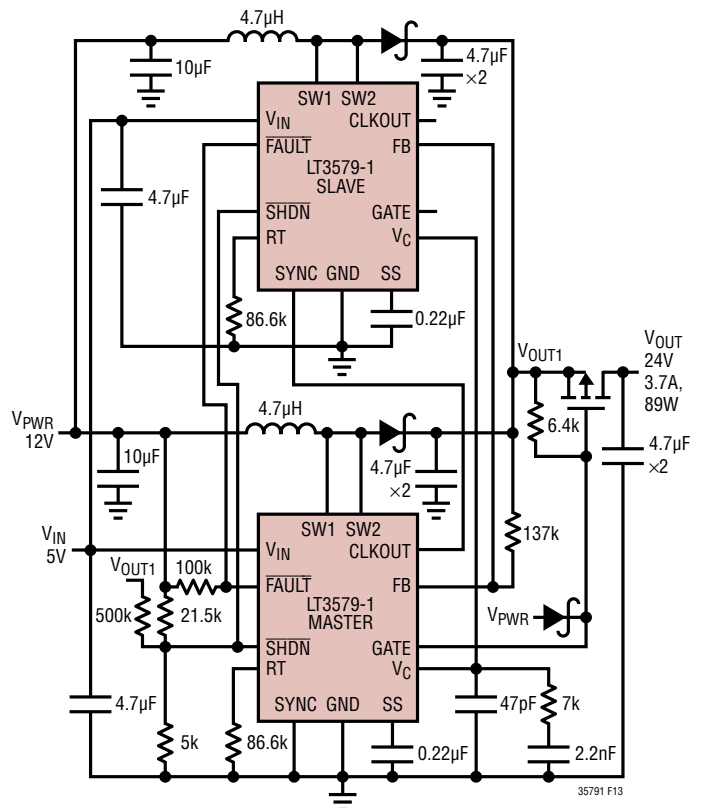 4.7µH
10µF
4.7µF
×2
SW1 SW2
VIN
CLKOUT
FAULT
FB
LT3579-1
SLAVE
4.7µF
SHDN
GATE
RT
VC
SYNC GND SS
86.6k
0.22µF
VOUT1
VOUT
24V
3.7A,
89W
VPWR
12V
4.7µH
6.4k
10µF
4.7µF
×2
4.7µF
×2
SW1 SW2
137k
VIN
5V
VIN
CLKOUT
VOUT1
100k
FAULT
FB
LT3579-1
MASTER
500k
21.5k
VPWR
SHDN
GATE
RT
VC
4.7µF
SYNC GND SS
47pF
7k
5k
86.6k
0.22µF
2.2nF
35791 F13